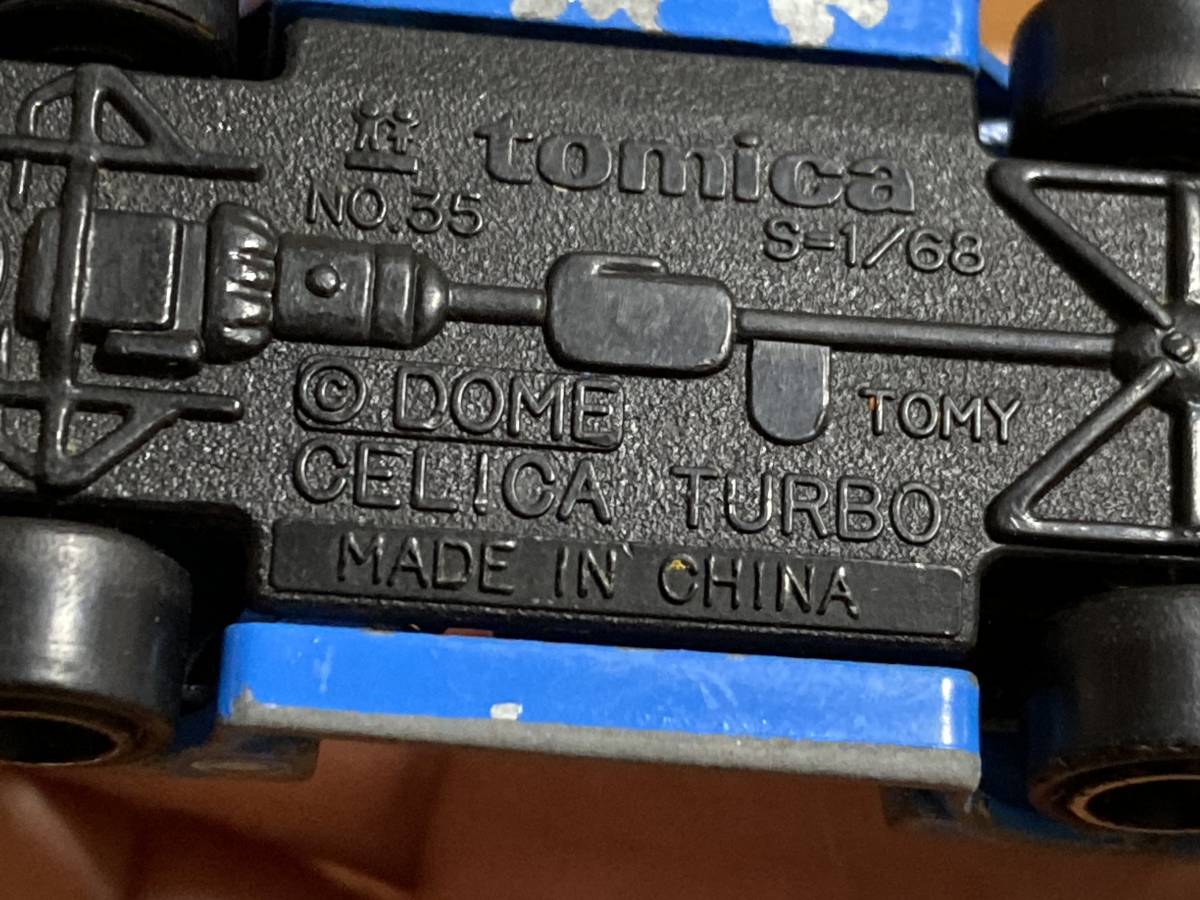 tomica
NO.35
S=1/68
© DOME
TOMY
CELICA TURBO
MADE IN CHINA